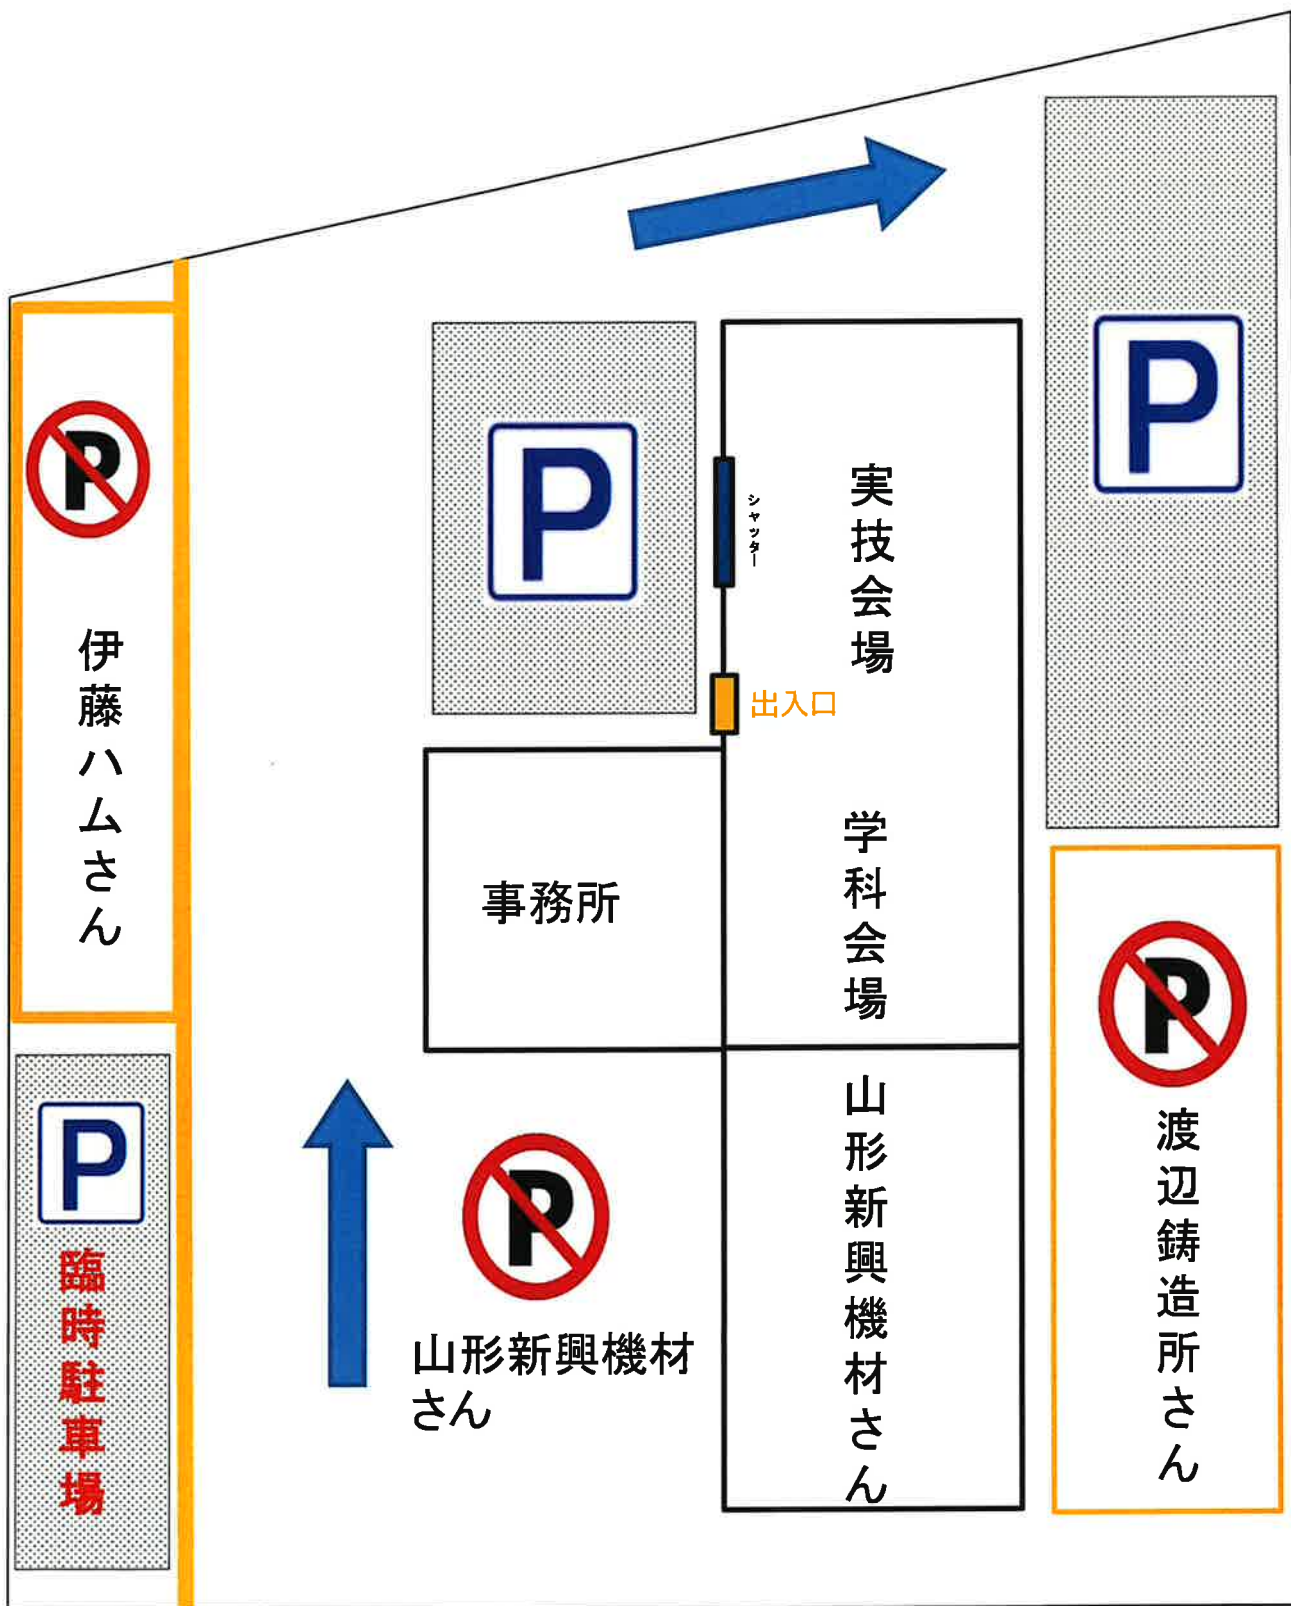 P
P
P
シャッター
実技会場
出入口
伊藤ハムさん
学科会場
事務所
P
P
臨時駐車場
P
山形新興機材
さん
山形新興機材さん
渡辺鋳造所さん